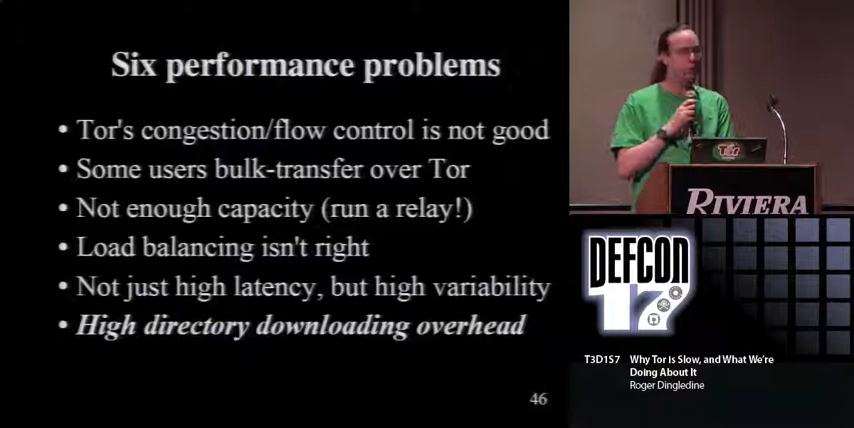 Six performance problems
• Tor's congestion/flow control is not good
• Some users bulk-transfer over Tor
• Not enough capacity (run a relay!)
• Load balancing isn't right
• Not just high latency, but high variability
• High directory downloading overhead
46
Tor
RIVIERA
DEFCON
17
T3D1S7 Why Tor is Slow, and What We're
Doing About It
Roger Dingledine